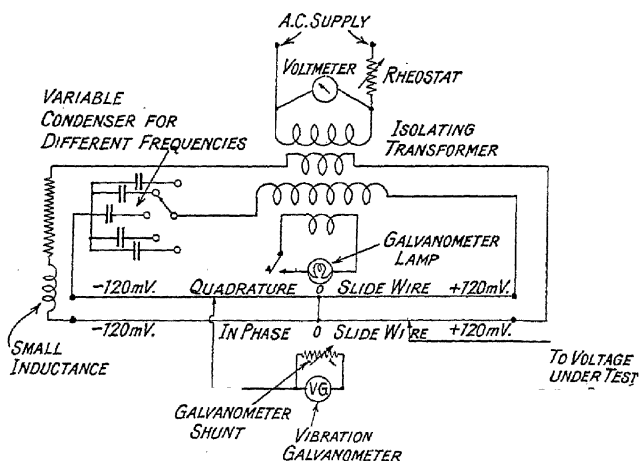 A.C. SUPPLY
VOLTMETER
RHEOSTAT
VARIABLE
CONDENSER FOR
DIFFERENT FREQUENCIES
ISOLATING
TRANSFORMER
GALVANOMETER
LAMP
-120mV. QUADRATURE 0 SLIDE WIRE +120mV.
-120mV. IN PHASE 0 SLIDE WIRE +120mV.
SMALL
INDUCTANCE
TO VOLTAGE
UNDER TEST
GALVANOMETER
SHUNT
VG
VIBRATION
GALVANOMETER